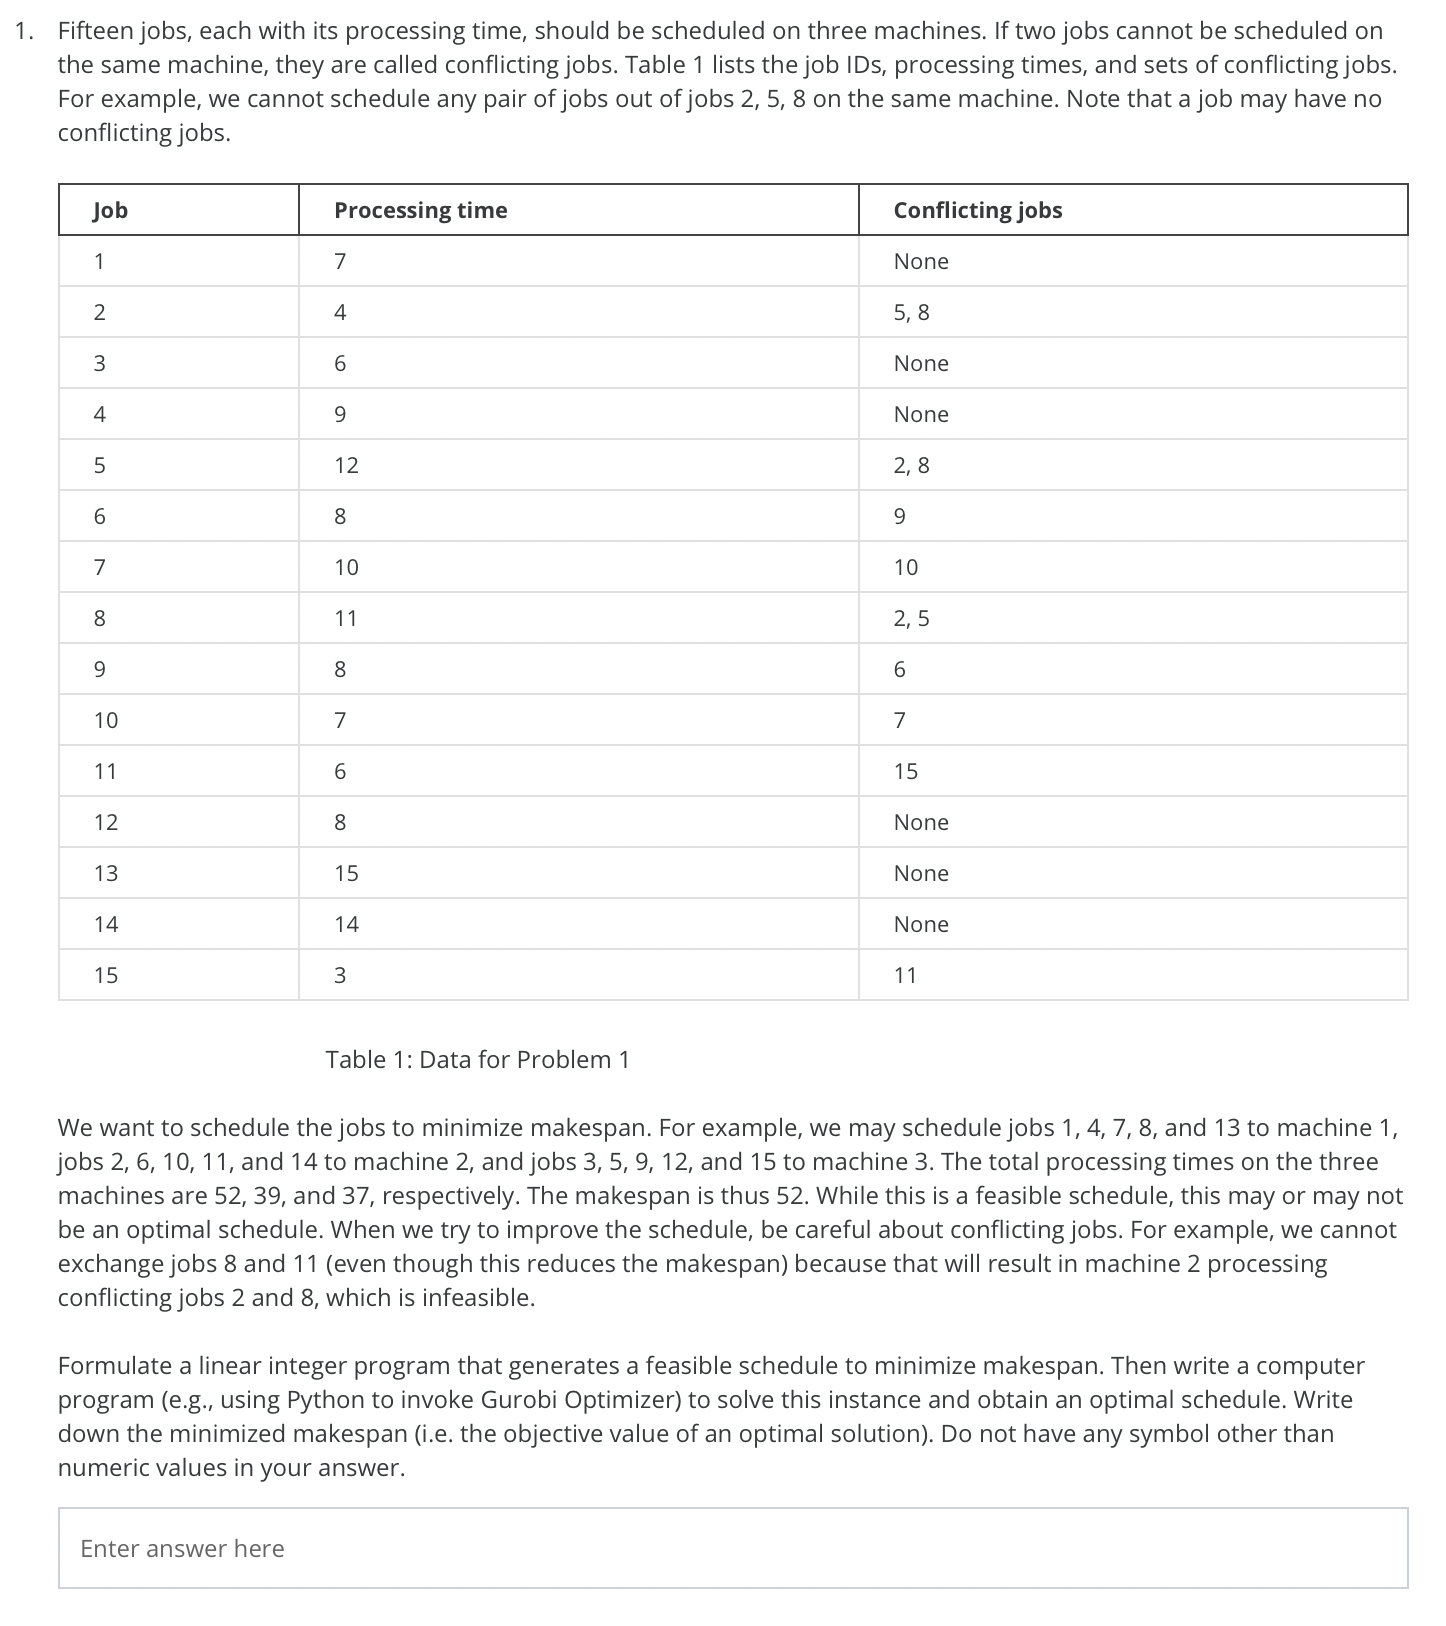 1. Fifteen jobs, each with its processing time, should be scheduled on three machines. If two jobs cannot be scheduled on
the same machine, they are called conflicting jobs. Table 1 lists the job IDs, processing times, and sets of conflicting jobs.
For example, we cannot schedule any pair of jobs out of jobs 2, 5, 8 on the same machine. Note that a job may have no
conflicting jobs.
Job Processing time Conflicting jobs
1 7 None
2 4 5, 8
3 6 None
4 9 None
5 12 2, 8
6 8 9
7 10 10
8 11 2, 5
9 8 6
10 7 7
11 6 15
12 8 None
13 15 None
14 14 None
15 3 11
Table 1: Data for Problem 1
We want to schedule the jobs to minimize makespan. For example, we may schedule jobs 1, 4, 7, 8, and 13 to machine 1,
jobs 2, 6, 10, 11, and 14 to machine 2, and jobs 3, 5, 9, 12, and 15 to machine 3. The total processing times on the three
machines are 52, 39, and 37, respectively. The makespan is thus 52. While this is a feasible schedule, this may or may not
be an optimal schedule. When we try to improve the schedule, be careful about conflicting jobs. For example, we cannot
exchange jobs 8 and 11 (even though this reduces the makespan) because that will result in machine 2 processing
conflicting jobs 2 and 8, which is infeasible.
Formulate a linear integer program that generates a feasible schedule to minimize makespan. Then write a computer
program (e.g., using Python to invoke Gurobi Optimizer) to solve this instance and obtain an optimal schedule. Write
down the minimized makespan (i.e. the objective value of an optimal solution). Do not have any symbol other than
numeric values in your answer.
Enter answer here